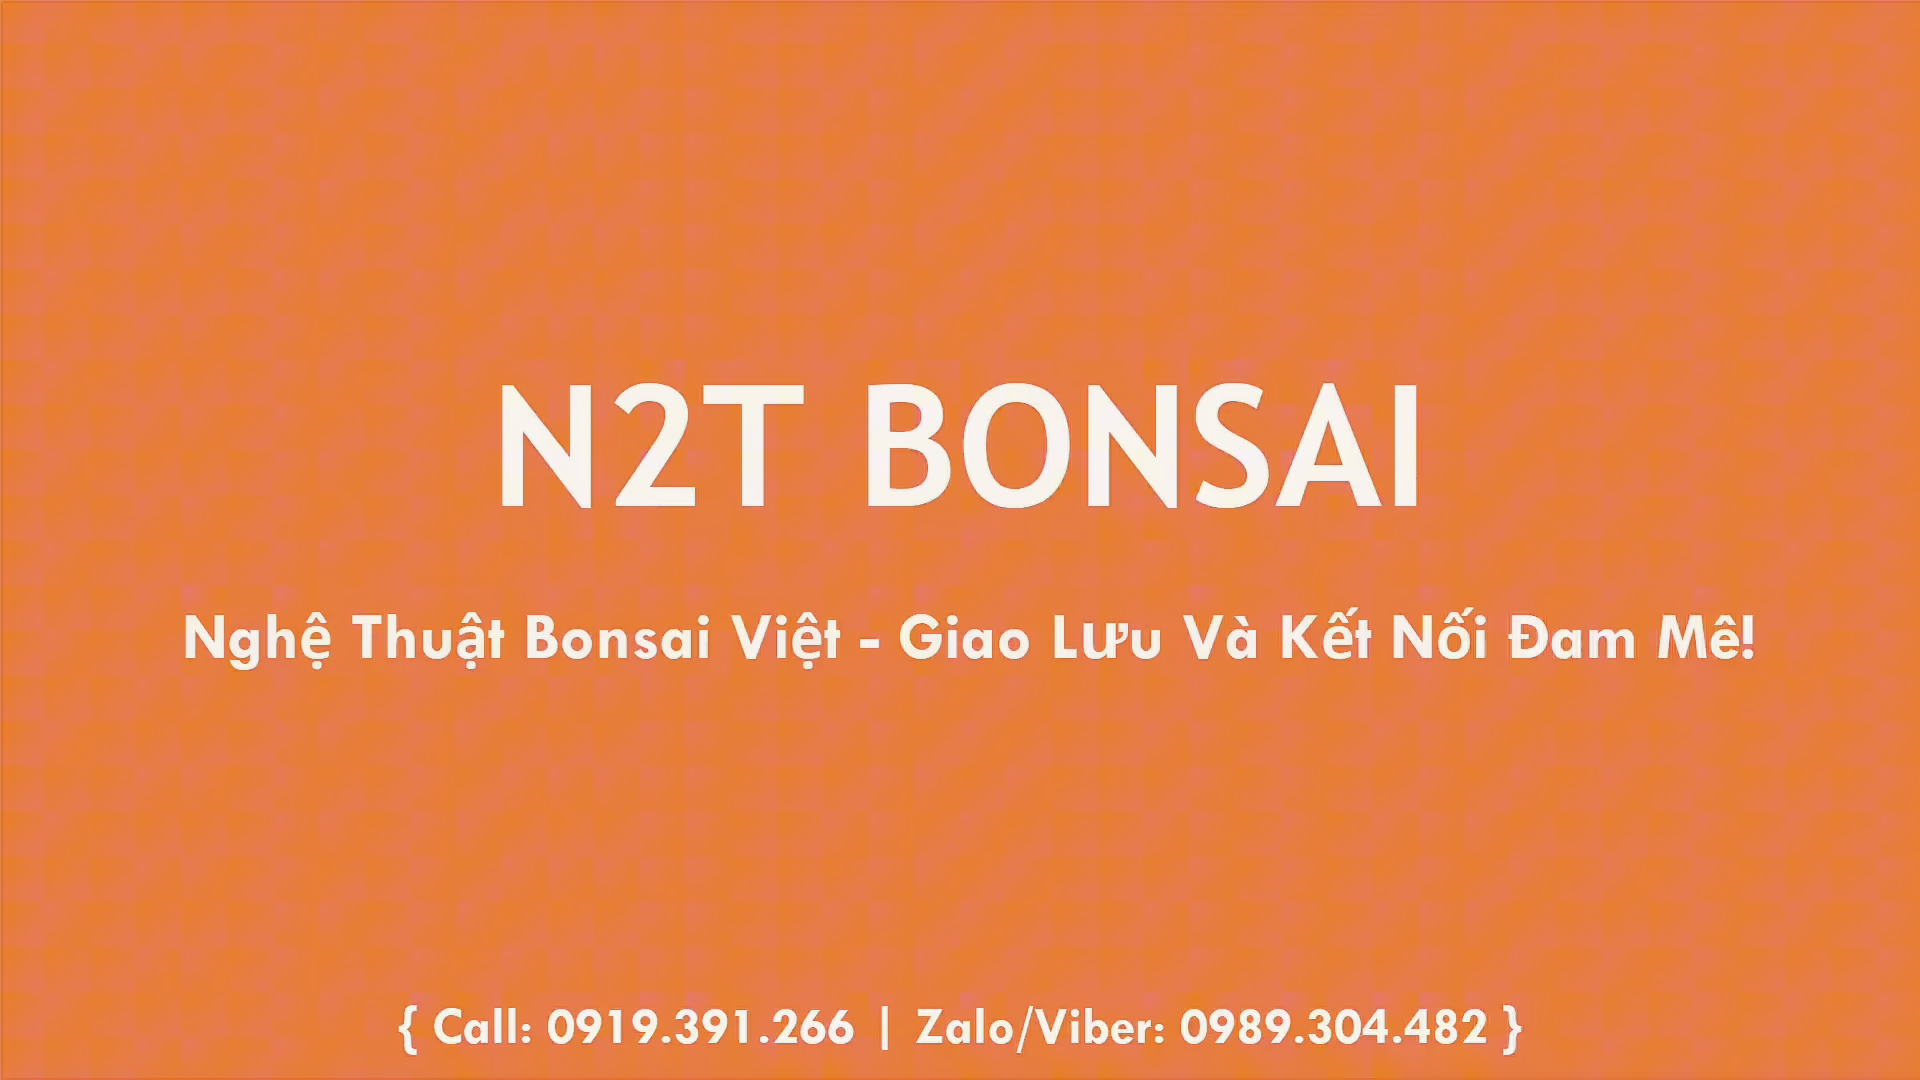 N2T BONSAI
Nghệ Thuật Bonsai Việt - Giao Lưu Và Kết Nối Đam Mê!
{ Call: 0919.391.266 | Zalo/Viber: 0989.304.482 }